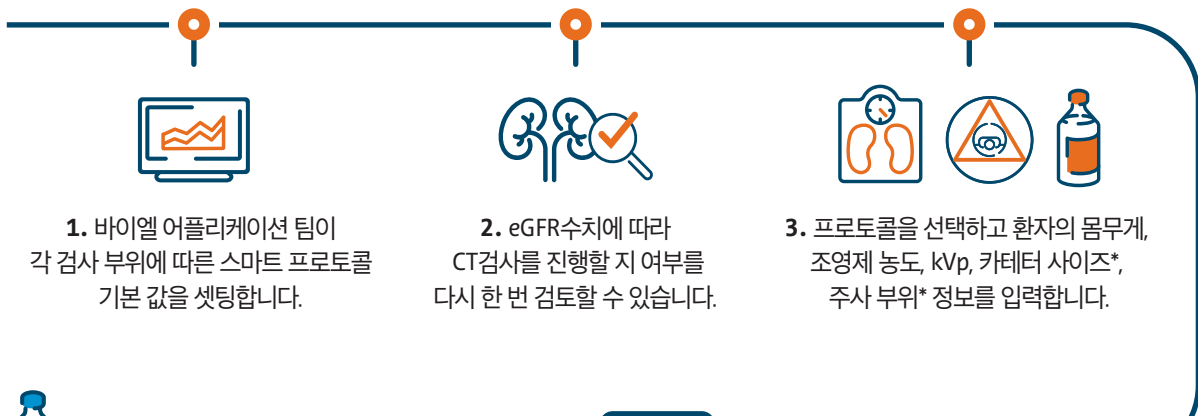 1. 바이엘 어플리케이션 팀이
각 검사 부위에 따른 스마트 프로토콜
기본 값을 셋팅합니다.
2. eGFR수치에 따라
CT검사를 진행할 지 여부를
다시 한 번 검토할 수 있습니다.
3. 프로토콜을 선택하고 환자의 몸무게,
조영제 농도, kVp, 카테터 사이즈*,
주사 부위* 정보를 입력합니다.